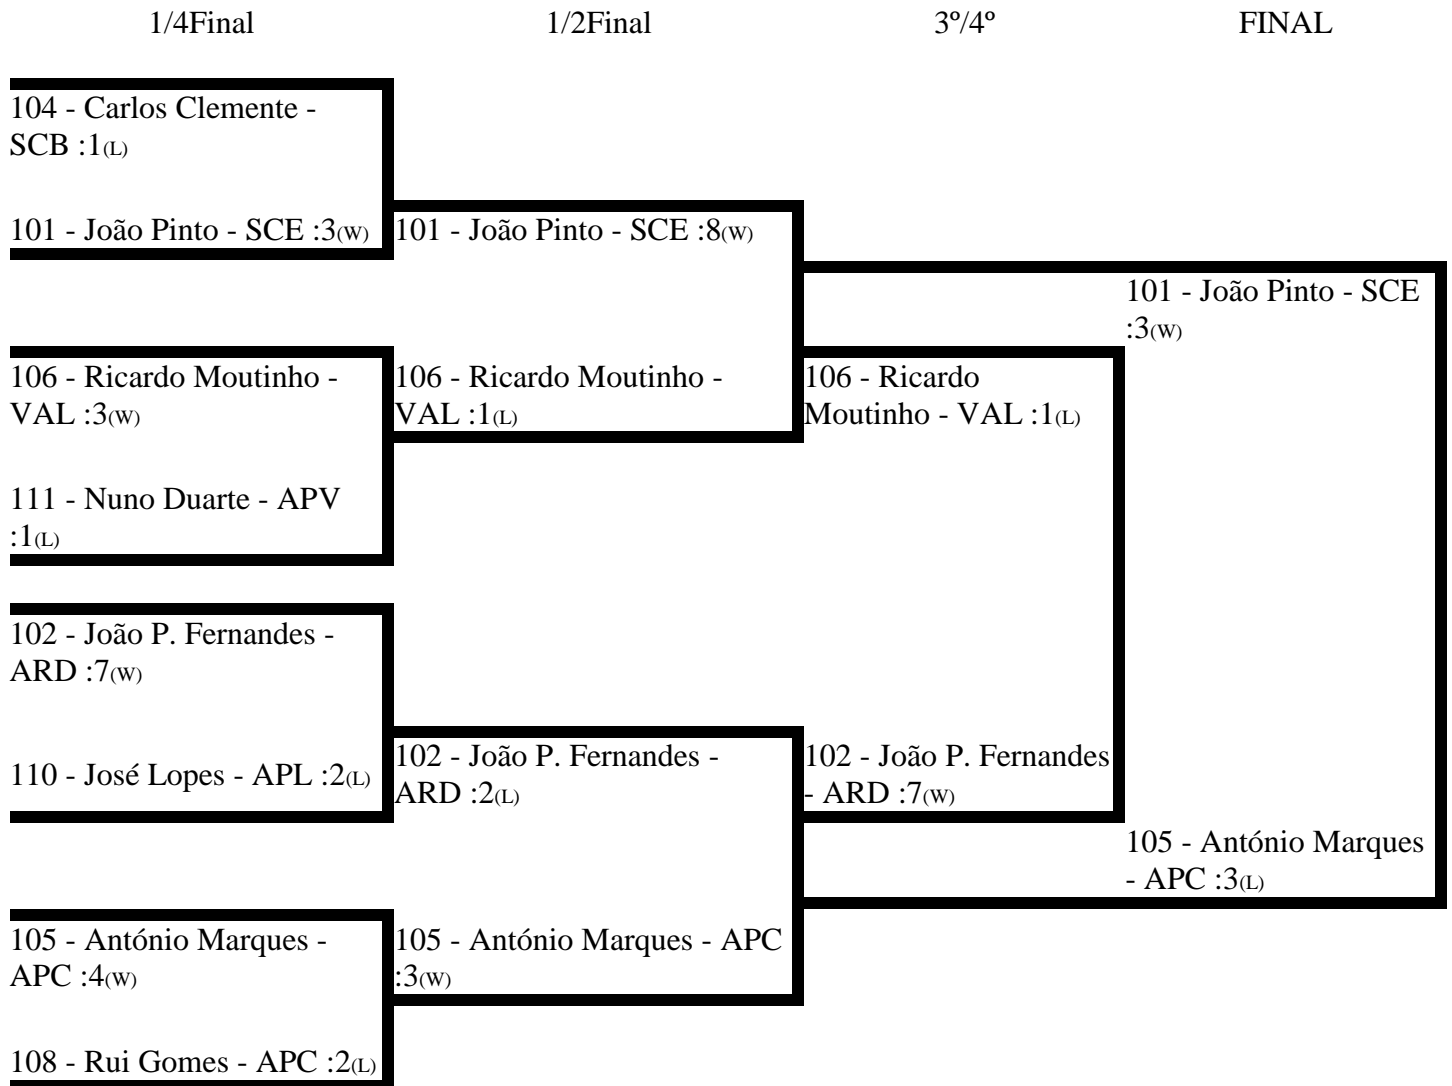 1/4Final 1/2Final 3º/4º FINAL
104 - Carlos Clemente -
SCB :1(L)
101 - João Pinto - SCE :3(W)
101 - João Pinto - SCE :8(W)
101 - João Pinto - SCE
:3(W)
106 - Ricardo Moutinho -
VAL :3(W)
106 - Ricardo Moutinho -
VAL :1(L)
106 - Ricardo
Moutinho - VAL :1(L)
111 - Nuno Duarte - APV
:1(L)
102 - João P. Fernandes -
ARD :7(W)
110 - José Lopes - APL :2(L)
102 - João P. Fernandes -
ARD :2(L)
102 - João P. Fernandes
- ARD :7(W)
105 - António Marques
- APC :3(L)
105 - António Marques -
APC :4(W)
105 - António Marques - APC
:3(W)
108 - Rui Gomes - APC :2(L)